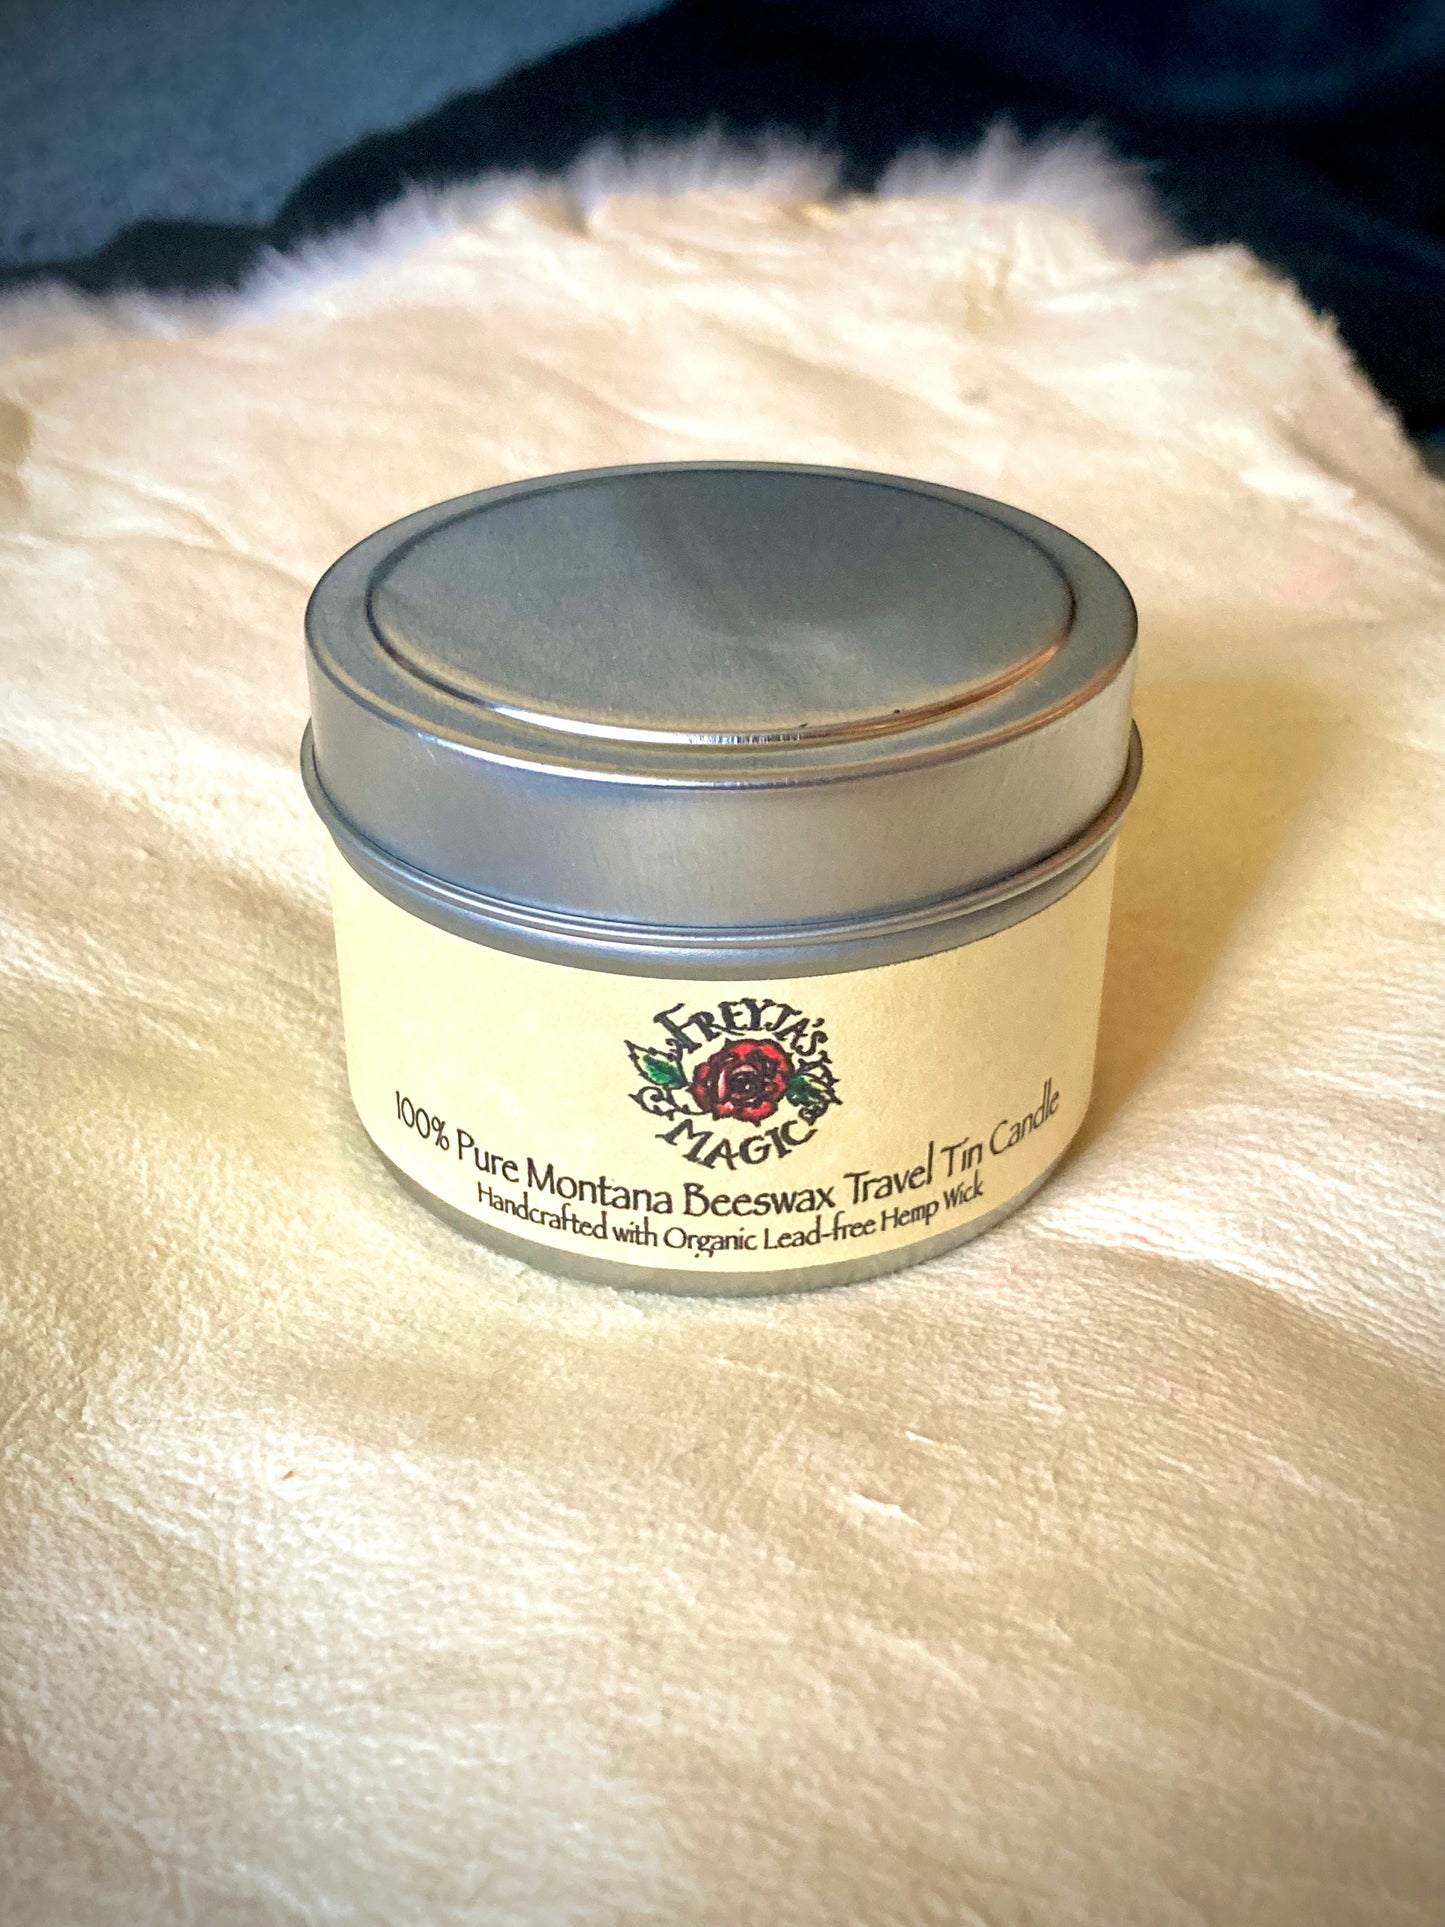 FREYJA'S
MAGIC
100% Pure Montana Beeswax Travel Tin Candle
Handcrafted with Organic Lead-free Hemp Wick